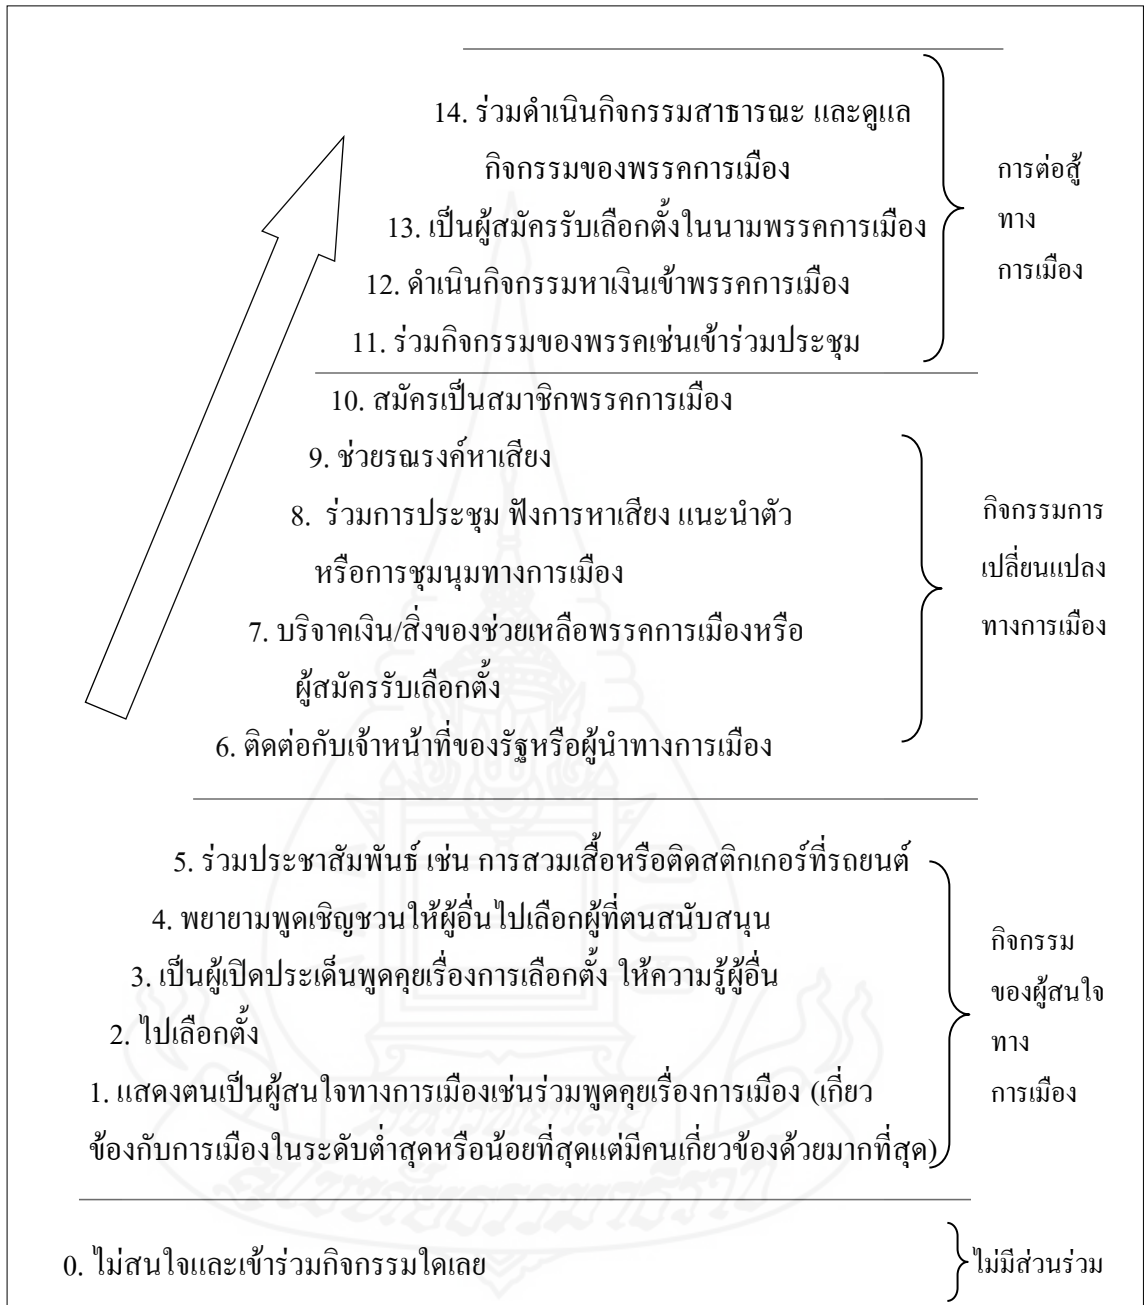 14. ร่วมดำเนินกิจกรรมสาธารณะ และดูแล
กิจกรรมของพรรคการเมือง
13. เป็นผู้สมัครรับเลือกตั้งในนามพรรคการเมือง
12. ดำเนินกิจกรรมหาเงินเข้าพรรคการเมือง
11. ร่วมกิจกรรมของพรรคเช่นเข้าร่วมประชุม
การต่อสู้
ทาง
การเมือง
10. สมัครเป็นสมาชิกพรรคการเมือง
9. ช่วยรณรงค์หาเสียง
8. ร่วมการประชุม ฟังการหาเสียง แนะนำตัว
หรือการชุมนุมทางการเมือง
7. บริจาคเงิน/สิ่งของช่วยเหลือพรรคการเมืองหรือ
ผู้สมัครรับเลือกตั้ง
6. ติดต่อกับเจ้าหน้าที่ของรัฐหรือผู้นำทางการเมือง
กิจกรรมการ
เปลี่ยนแปลง
ทางการเมือง
5. ร่วมประชาสัมพันธ์ เช่น การสวมเสื้อหรือติดสติกเกอร์ที่รถยนต์
4. พยายามพูดเชิญชวนให้ผู้อื่นไปเลือกผู้ที่ตนสนับสนุน
3. เป็นผู้เปิดประเด็นพูดคุยเรื่องการเลือกตั้ง ให้ความรู้ผู้อื่น
2. ไปเลือกตั้ง
1. แสดงตนเป็นผู้สนใจทางการเมืองเช่นร่วมพูดคุยเรื่องการเมือง (เกี่ยว
ข้องกับการเมืองในระดับต่ำสุดหรือน้อยที่สุดแต่มีคนเกี่ยวข้องด้วยมากที่สุด)
กิจกรรม
ของผู้สนใจ
ทาง
การเมือง
0. ไม่สนใจและเข้าร่วมกิจกรรมใดเลย
ไม่มีส่วนร่วม